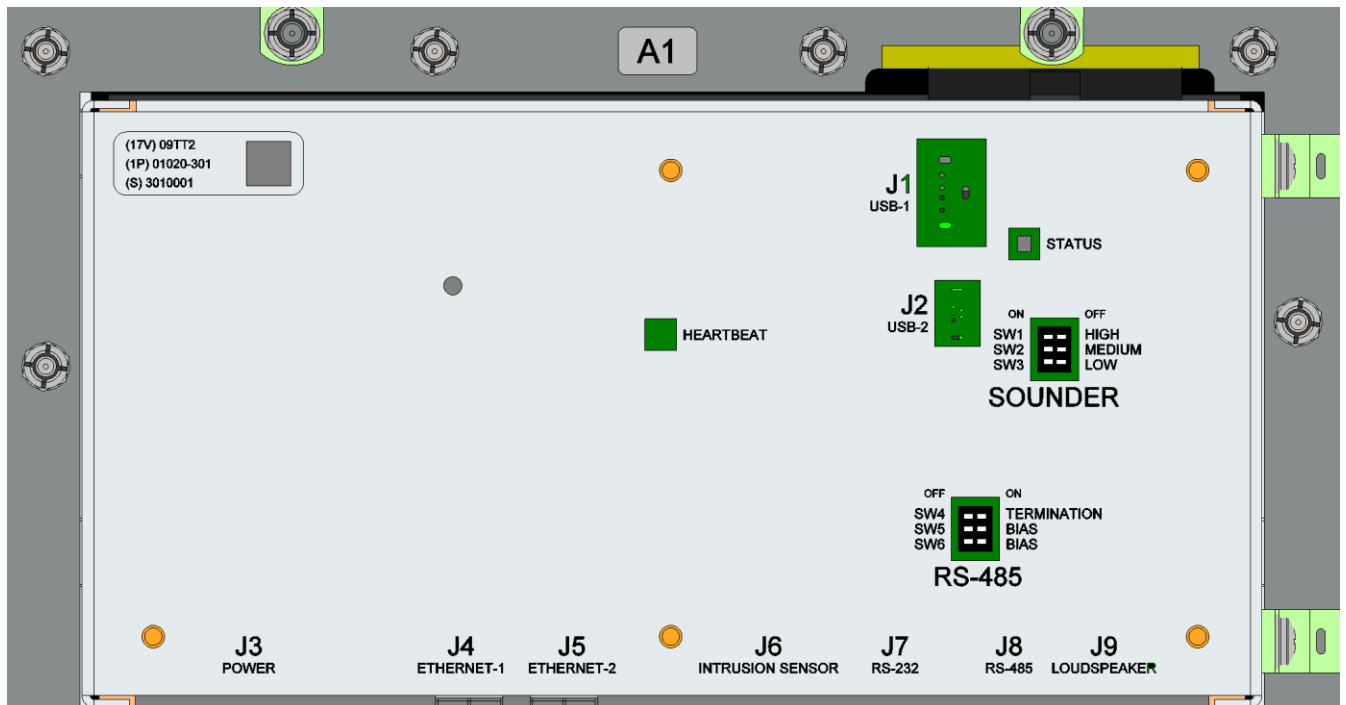 A1
(17V) 09TT2
(1P) 01020-301
(S) 3010001
J1
USB-1
STATUS
J2
USB-2
HEARTBEAT
ON OFF
SW1 HIGH
SW2 MEDIUM
SW3 LOW
SOUNDER
OFF ON
SW4 TERMINATION
SW5 BIAS
SW6 BIAS
RS-485
J3 J4 J5 J6 J7 J8 J9
POWER ETHERNET-1 ETHERNET-2 INTRUSION SENSOR RS-232 RS-485 LOUDSPEAKER